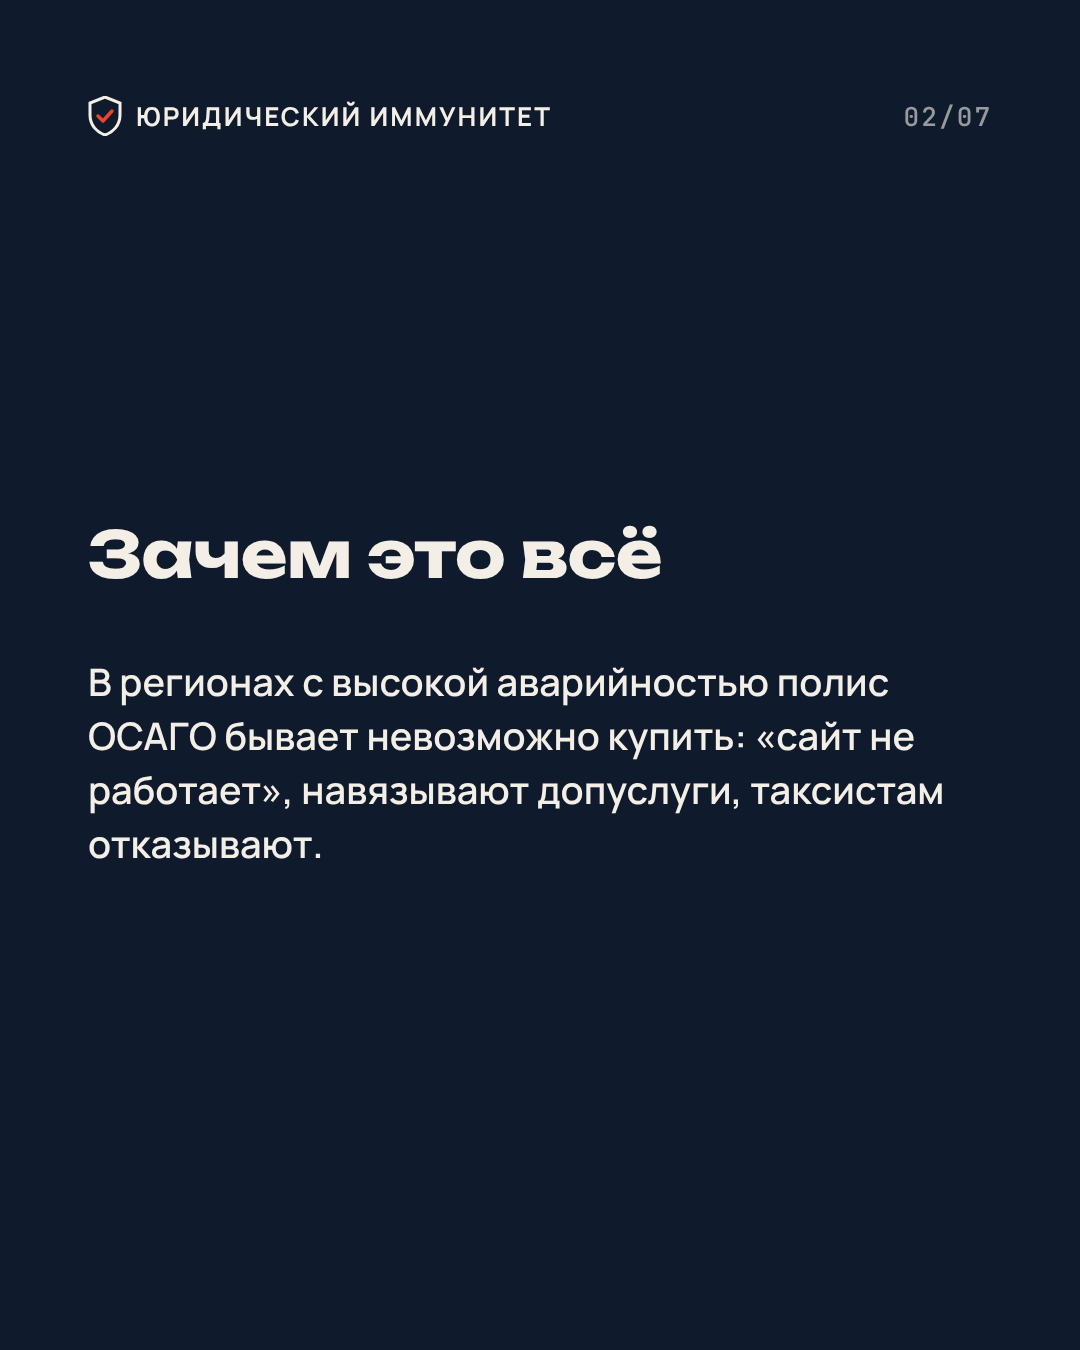 ЮРИДИЧЕСКИЙ ИММУНИТЕТ
02/07
Зачем это всё
В регионах с высокой аварийностью полис
ОСАГО бывает невозможно купить: «сайт не
работает», навязывают допуслуги, таксистам
отказывают.